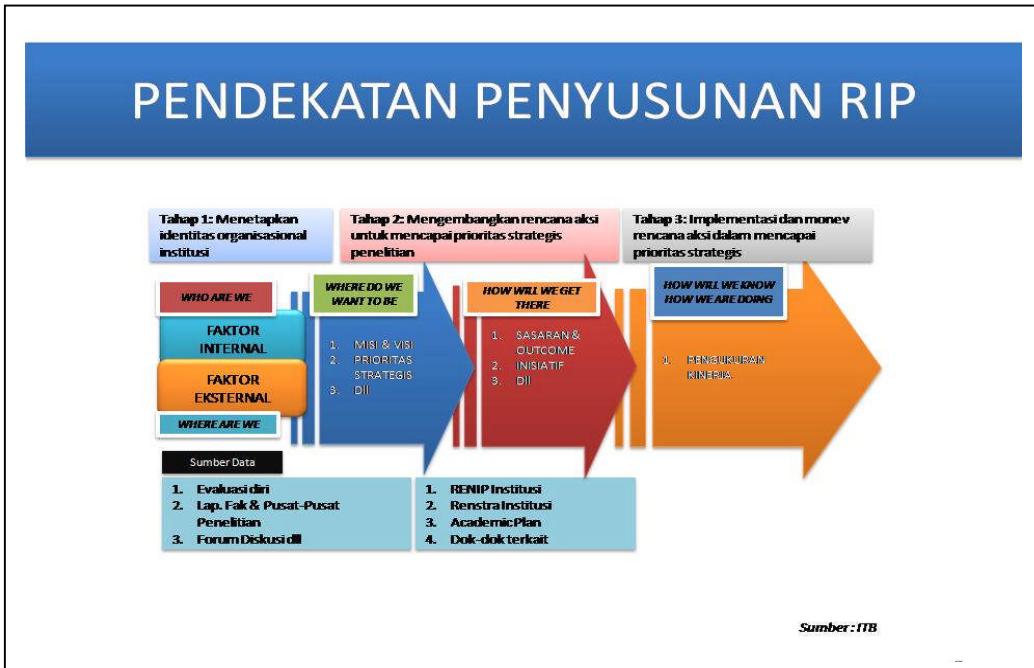 PENDEKATAN PENYUSUNAN RIP
Tahap 1: Menetapkan
identitas organisasional
institusi
Tahap 2: Mengembangkan rencana aksi
untuk mencapai prioritas strategis
penelitian
Tahap 3: Implementasi dan monev
rencana aksi dalam mencapai
prioritas strategis
WHO ARE WE
FAKTOR
INTERNAL
FAKTOR
EKSTERNAL
WHERE ARE WE
WHERE DO WE
WANT TO BE
1. MISI & VISI
2. PRIORITAS
STRATEGIS
3. Dll
HOW WILL WE GET
THERE
1. SASARAN &
OUTCOME
2. INISIATIF
3. Dll
HOW WILL WE KNOW
HOW WE ARE DOING
1. PENGUKURAN
KINERJA
Sumber Data
1. Evaluasi diri
2. Lap. Fak & Pusat-Pusat
Penelitian
3. Forum Diskusi dll
1. RENIP Institusi
2. Renstra Institusi
3. Academic Plan
4. Dok-dok terkait
Sumber : ITB